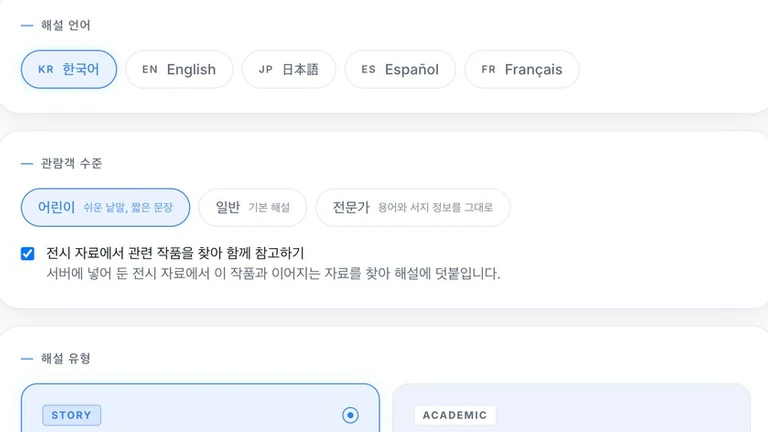 해설 언어
KR 한국어 EN English JP 日本語 ES Español FR Français
관람객 수준
어린이 쉬운 낱말, 짧은 문장 일반 기본 해설 전문가 용어와 서지 정보를 그대로
전시 자료에서 관련 작품을 찾아 함께 참고하기
서버에 넣어 둔 전시 자료에서 이 작품과 이어지는 자료를 찾아 해설에 덧붙입니다.
해설 유형
STORY ACADEMIC